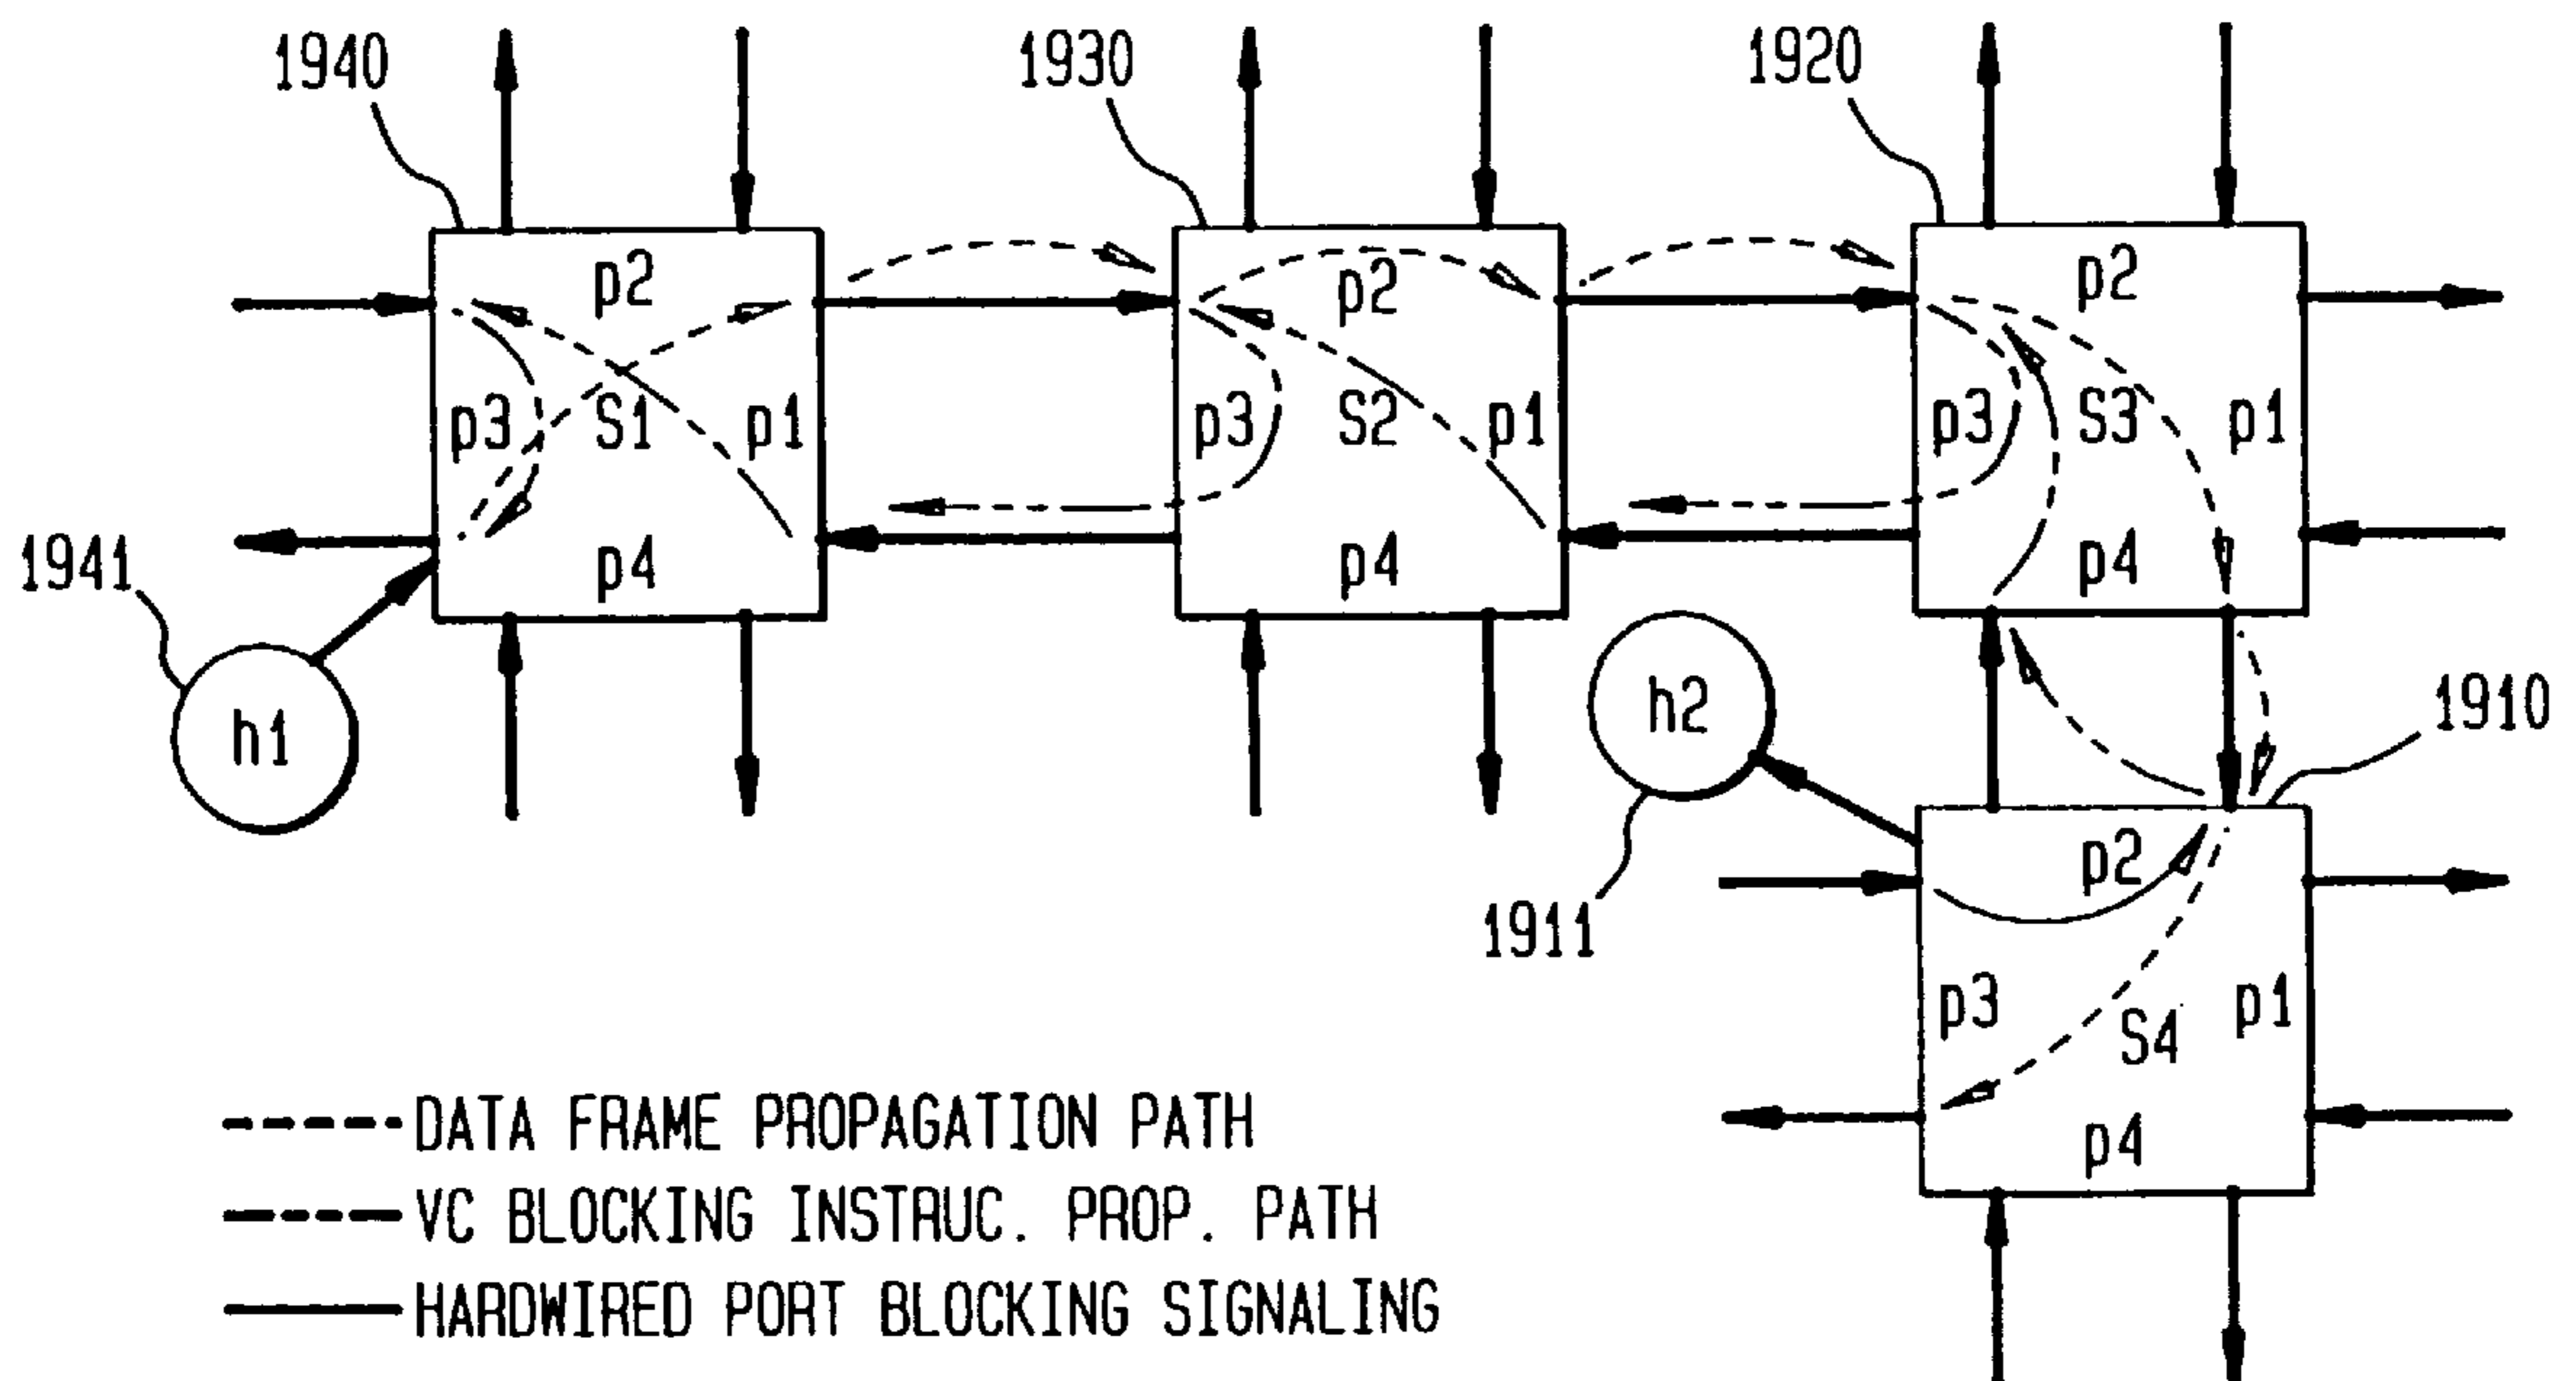 1940
1930
1920
p2
p3
S1
p1
p4
p2
p3
S2
p1
p4
p2
p3
S3
p1
p4
1941
h1
h2
1910
1911
p2
p3
S4
p1
p4
DATA FRAME PROPAGATION PATH
VC BLOCKING INSTRUC. PROP. PATH
HARDWIRED PORT BLOCKING SIGNALING